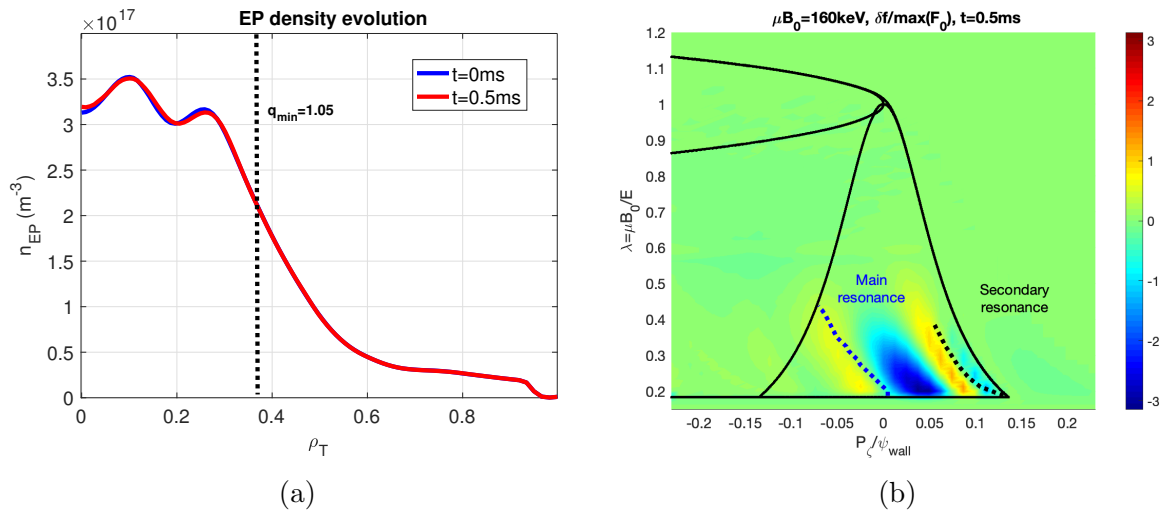 EP density evolution
×10^17
n_EP (m^-3)
3.5
3
2.5
2
1.5
1
0.5
0
t=0ms
t=0.5ms
q_min=1.05
0 0.2 0.4 0.6 0.8
ρ_T
(a)
μB_0=160keV, δf/max(F_0), t=0.5ms
λ=μB_0/E
1.2
1.1
1
0.9
0.8
0.7
0.6
0.5
0.4
0.3
0.2
Main
resonance
Secondary
resonance
-0.2 -0.15 -0.1 -0.05 0 0.05 0.1 0.15 0.2
P_ζ/ψ_wall
3
2
1
0
-1
-2
-3
(b)